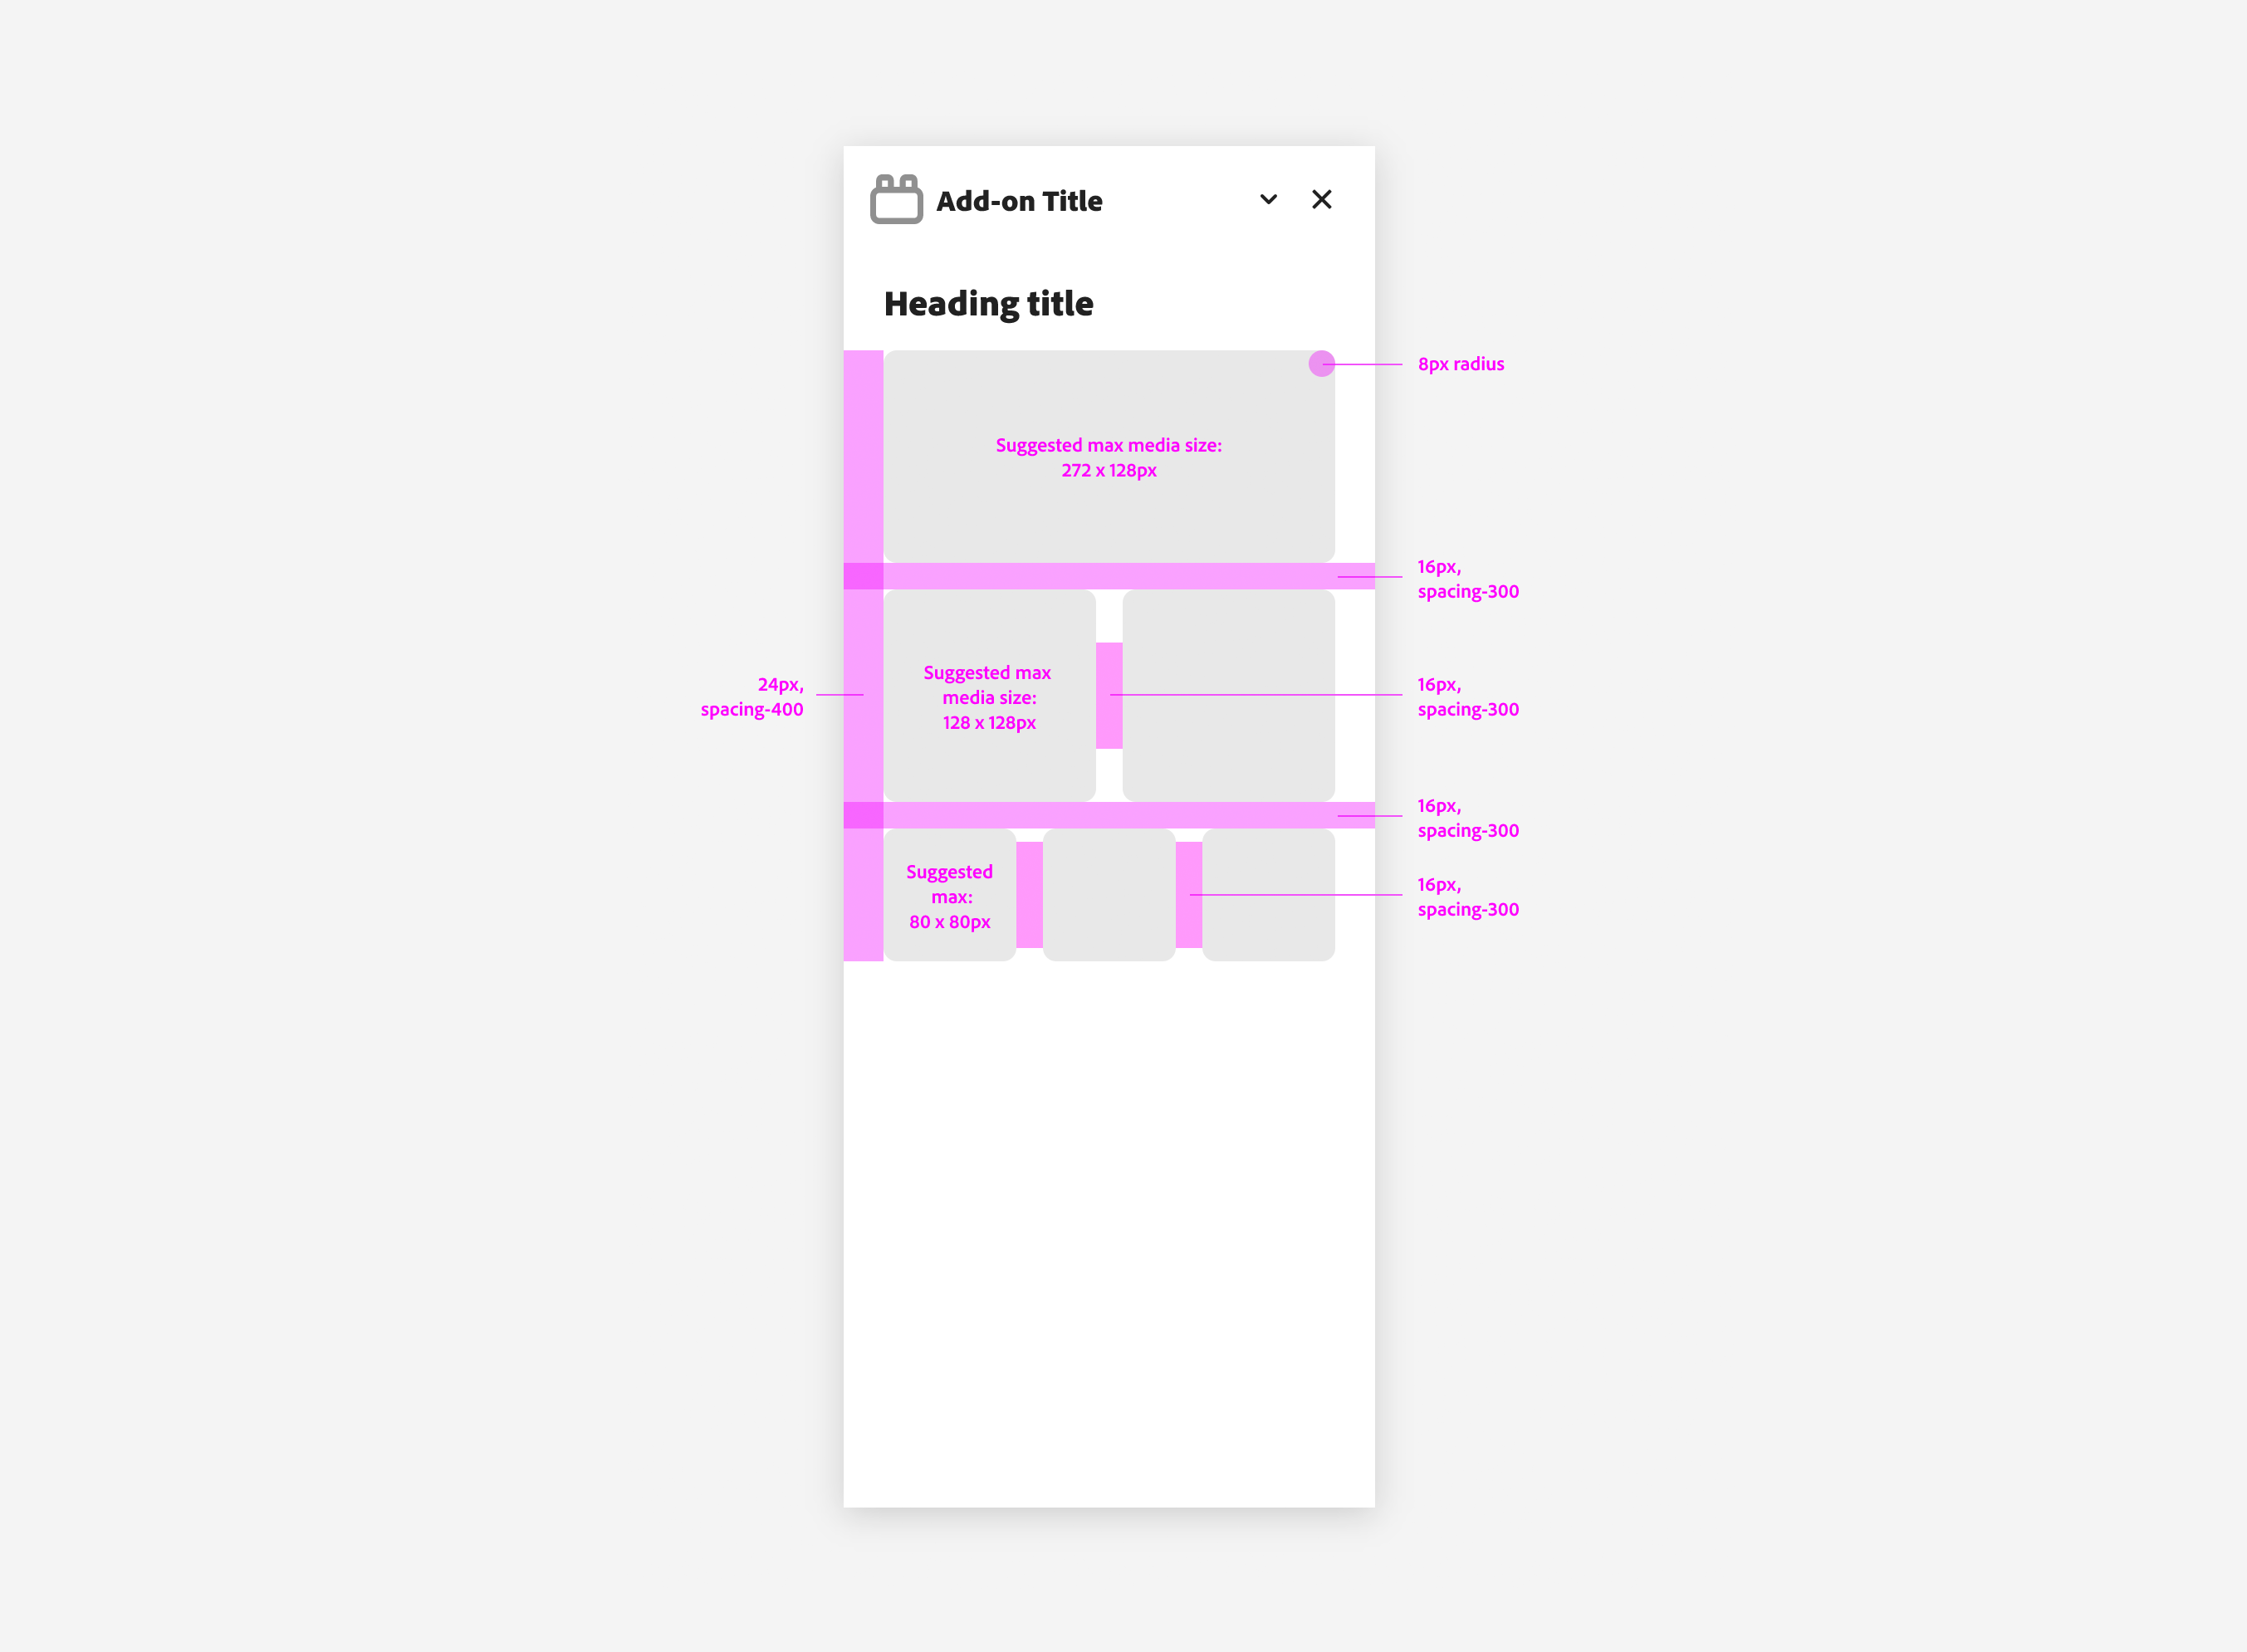 Add-on Title
Heading title
8px radius
Suggested max media size:
272 x 128px
16px,
spacing-300
Suggested max
media size:
128 x 128px
24px,
spacing-400
16px,
spacing-300
16px,
spacing-300
Suggested
max:
80 x 80px
16px,
spacing-300